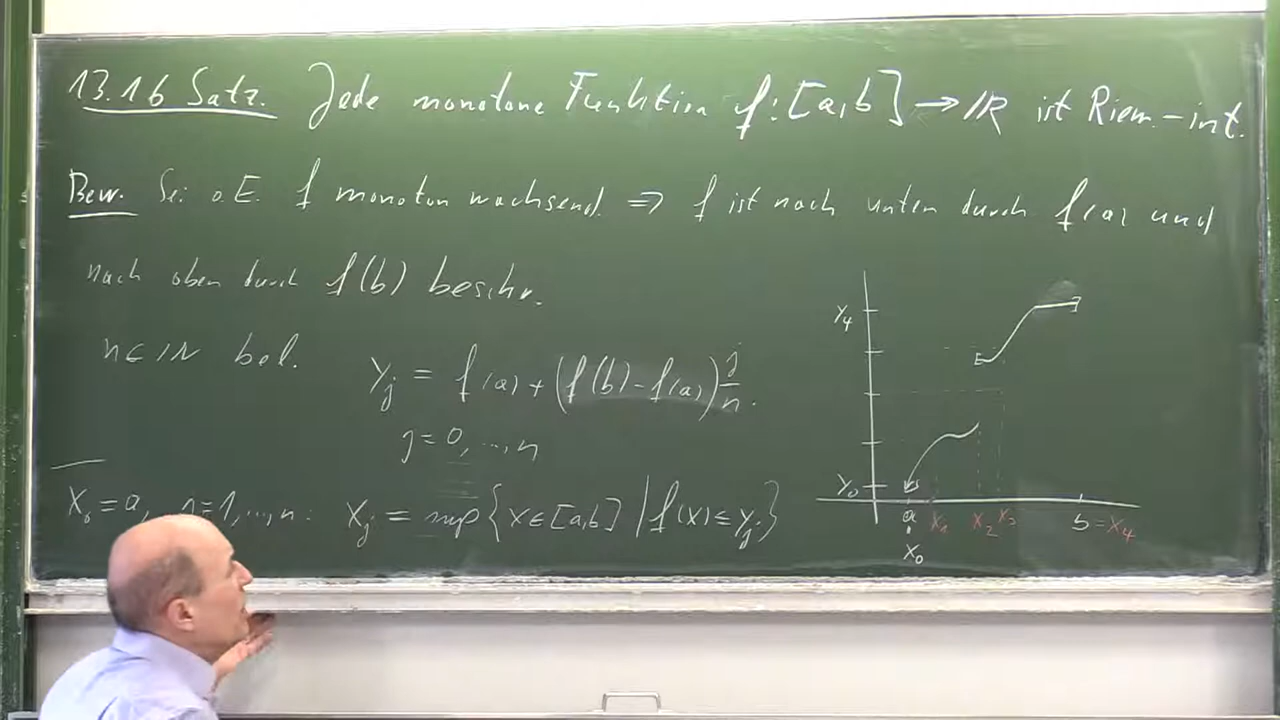 13.16 Satz. Jede monotone Funktion f: [a,b] → ℝ ist Riem.-int.
Bew. Sei o.E. f monoton wachsend. ⇒ f ist nach unten durch f(a) und
nach oben durch f(b) beschr.
n∈ℕ bel. y_j = f(a) + (f(b) - f(a)) j/n.
j = 0, ..., n
x_0 = a, j=1,...,n: x_j = sup{x∈[a,b] | f(x) ≤ y_j}
y_4
y_0
a x_1 x_2 x_3 b = x_4
x_0